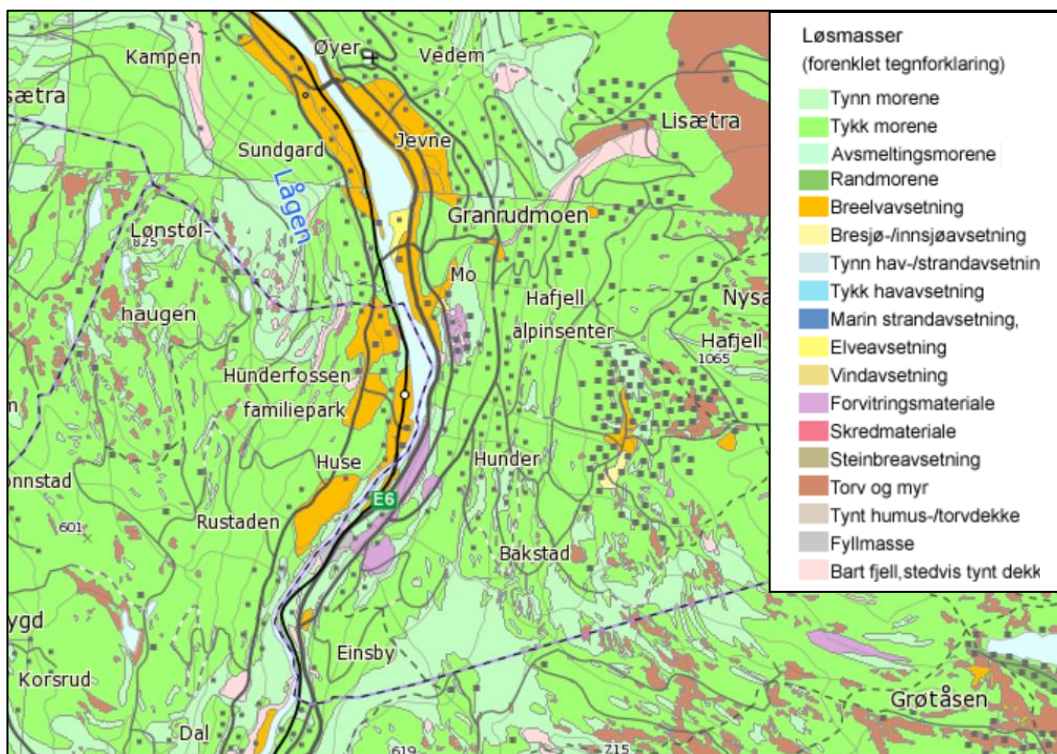 Kampen
Øyer
Vedem
sætra
Lisætra
Sundgard
Jevne
Lågen
Granrudmoen
Lønstøl-
825
haugen
Mo
Hafjell
alpinsenter
Nysa
Hafjell
1065
Hunderfossen
familiepark
Huse
Hunder
onnstad
E6
Rustaden
601
Bakstad
ygd
Einsby
Korsrud
Grøtåsen
Dal
619
715
Løsmasser
(forenklet tegnforklaring)
Tynn morene
Tykk morene
Avsmeltingsmorene
Randmorene
Breelvavsetning
Bresjø-/innsjøavsetning
Tynn hav-/strandavsetnin
Tykk havavsetning
Marin strandavsetning,
Elveavsetning
Vindavsetning
Forvitringsmateriale
Skredmateriale
Steinbreavsetning
Torv og myr
Tynt humus-/torvdekke
Fyllmasse
Bart fjell,stedvis tynt dekk